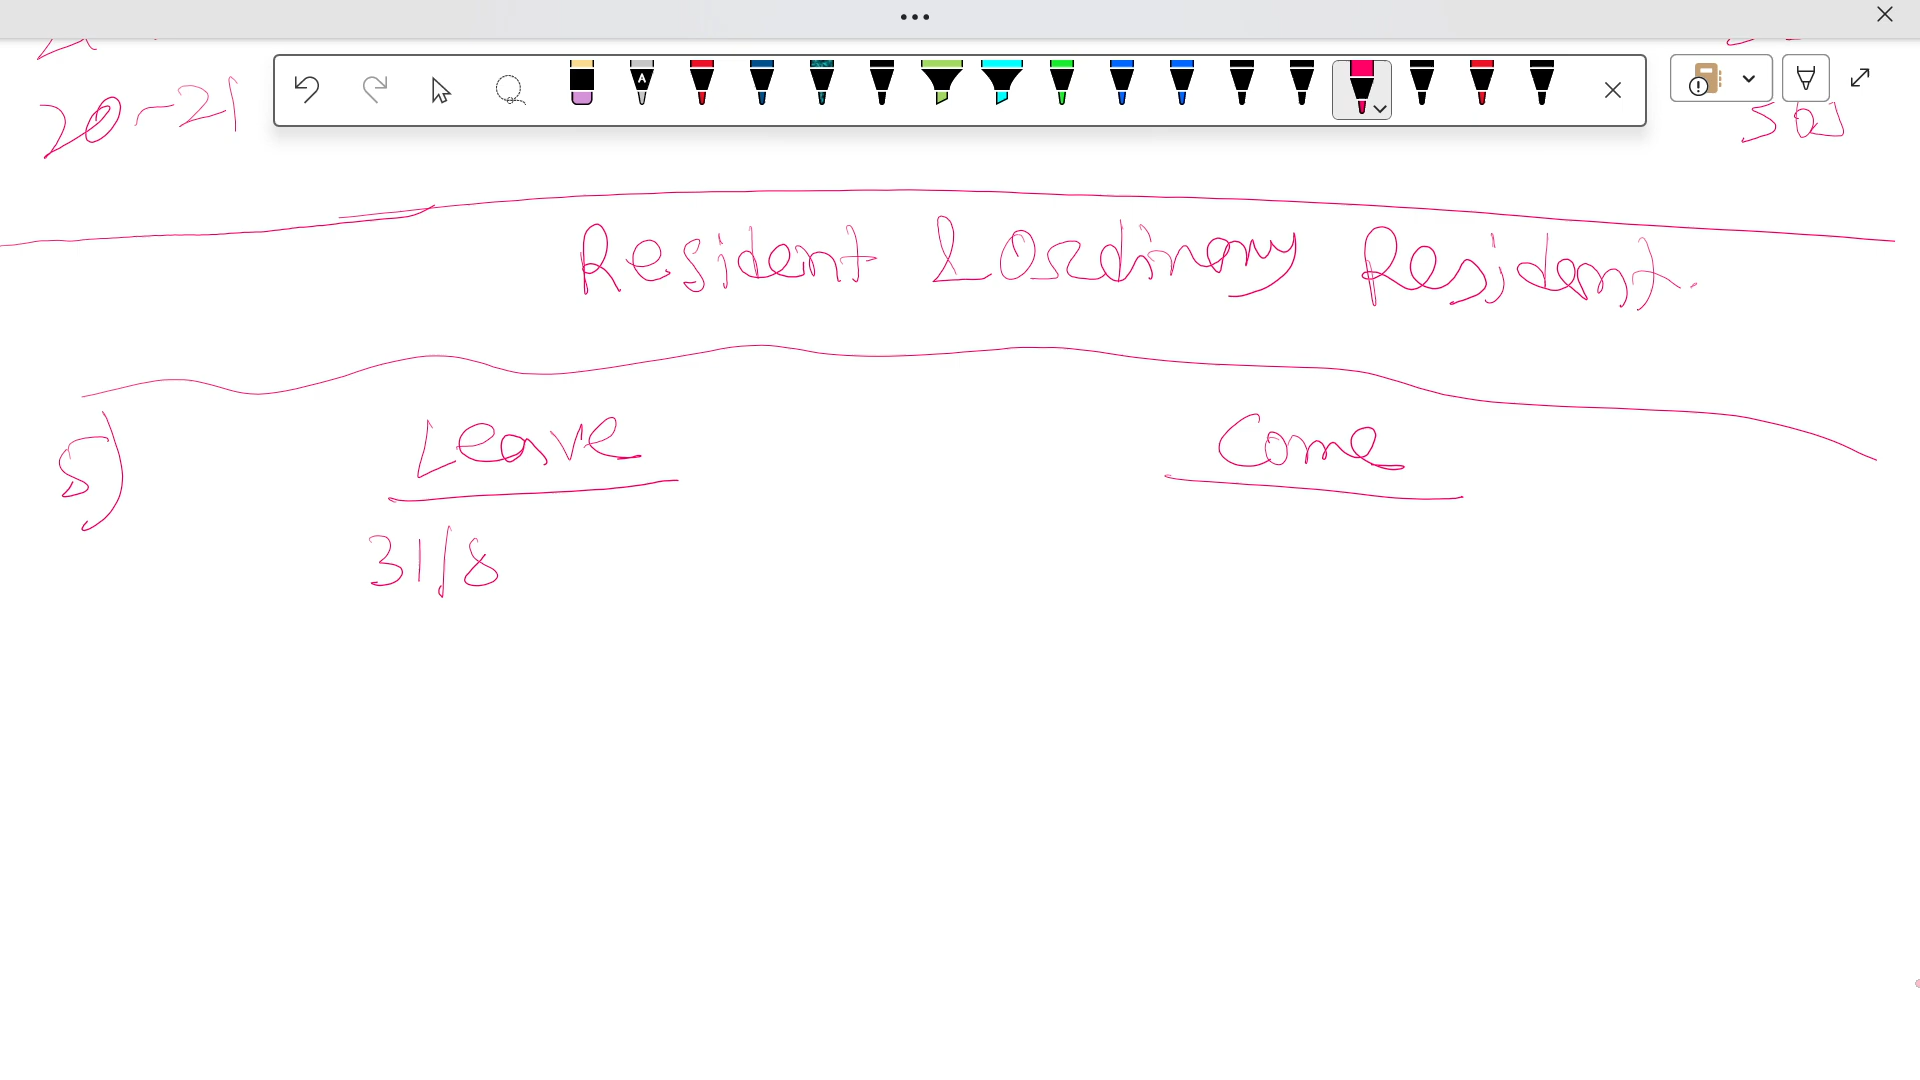 20-21
Resident & Ordinary Resident.
5) Leave Come
31/8